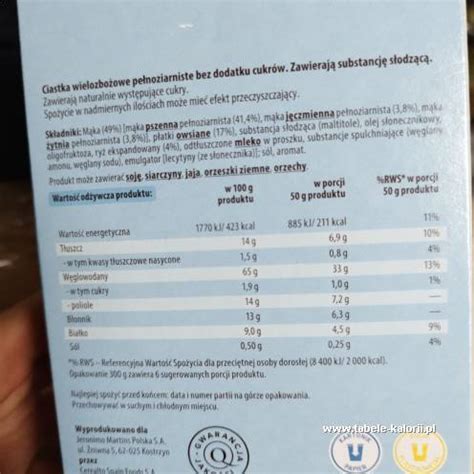 Ciastka wielozbożowe pełnoziarniste bez dodatku cukrów. Zawierają substancję słodzącą.
Zawierają naturalnie występujące cukry.
Spożycie w nadmiernych ilościach może mieć efekt przeczyszczający.
Składniki: Mąka (49%) [mąka pszenna pełnoziarnista (41,4%), mąka jęczmienna pełnoziarnista (3,8%), mąka
żytnia pełnoziarnista (3,8%)], płatki owsiane (17%), substancja słodząca (maltitole), olej słonecznikowy,
oligofruktoza, ryż ekspandowany (4%), odtłuszczone mleko w proszku, substancje spulchniające (węglany
amonu, węglany sodu), emulgator [lecytyny (ze słonecznika)]; sól, aromat.
Produkt może zawierać soję, siarczyny, jaja, orzeszki ziemne, orzechy.
Wartość odżywcza produktu: w 100 g produktu w porcji 50 g produktu %RWS* w porcji 50 g produktu
Wartość energetyczna 1770 kJ/ 423 kcal 885 kJ/ 211 kcal 11%
Tłuszcz 14 g 6,9 g 10%
- w tym kwasy tłuszczowe nasycone 1,5 g 0,8 g 4%
Węglowodany 65 g 33 g 13%
- w tym cukry 1,9 g 1,0 g 1%
- poliole 14 g 7,2 g —
Błonnik 13 g 6,3 g —
Białko 9,0 g 4,5 g 9%
Sól 0,50 g 0,25 g 4%
*% RWS – Referencyjna Wartość Spożycia dla przeciętnej osoby dorosłej (8 400 kJ/ 2 000 kcal).
Opakowanie 300 g zawiera 6 sugerowanych porcji produktu.
Najlepiej spożyć przed końcem: data i numer partii na górze opakowania.
Przechowywać w suchym i chłodnym miejscu.
Wyprodukowano dla
Jeronimo Martins Polska S.A.
ul. Żniwna 5, 62-025 Kostrzyn
przez
Cerealto Spain Foods S.A.
GWARANCJA
Q
www.tabele-kalorii.pl
KARTONIK
U
PAPIER
U